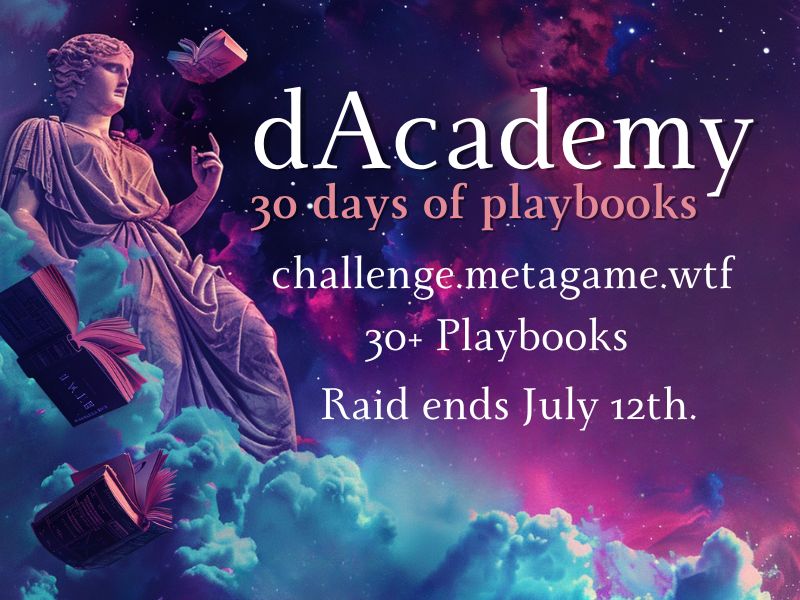 dAcademy
30 days of playbooks
challenge.metagame.wtf
30+ Playbooks
Raid ends July 12th.